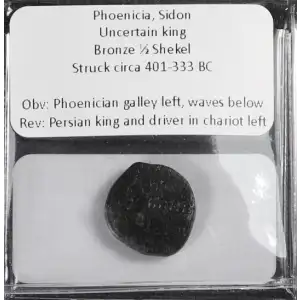 Phoenicia, Sidon
Uncertain king
Bronze ½ Shekel
Struck circa 401-333 BC
Obv: Phoenician galley left, waves below
Rev: Persian king and driver in chariot left